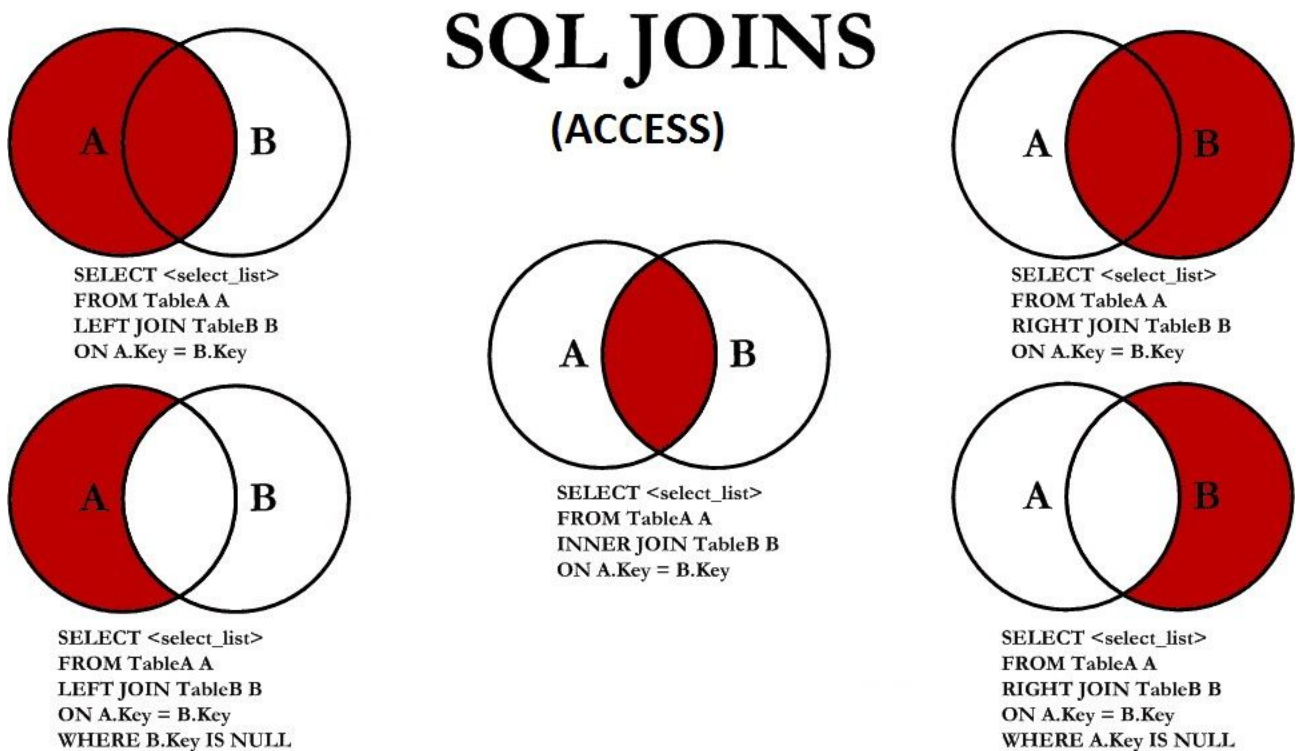 SQL JOINS
(ACCESS)
A
B
SELECT <select_list>
FROM TableA A
LEFT JOIN TableB B
ON A.Key = B.Key
A
B
SELECT <select_list>
FROM TableA A
RIGHT JOIN TableB B
ON A.Key = B.Key
A
B
SELECT <select_list>
FROM TableA A
INNER JOIN TableB B
ON A.Key = B.Key
A
B
SELECT <select_list>
FROM TableA A
LEFT JOIN TableB B
ON A.Key = B.Key
WHERE B.Key IS NULL
A
B
SELECT <select_list>
FROM TableA A
RIGHT JOIN TableB B
ON A.Key = B.Key
WHERE A.Key IS NULL